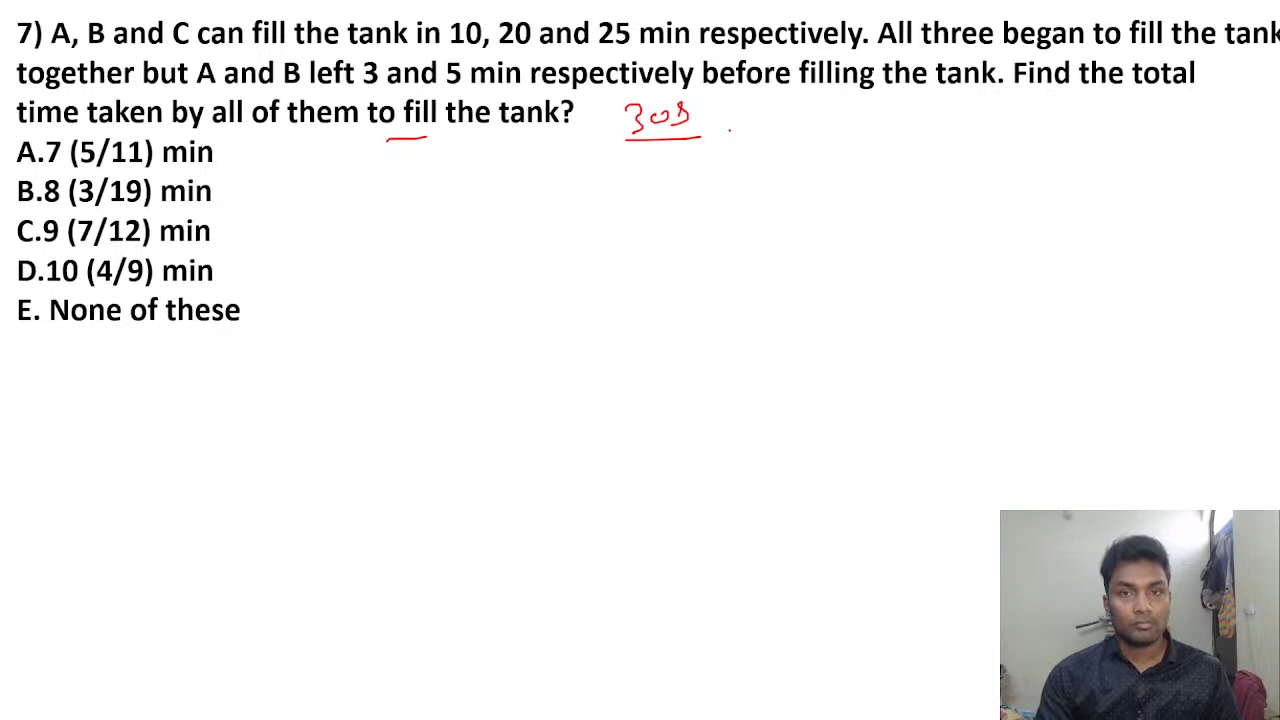 7) A, B and C can fill the tank in 10, 20 and 25 min respectively. All three began to fill the tank
together but A and B left 3 and 5 min respectively before filling the tank. Find the total
time taken by all of them to fill the tank? 30s
A.7 (5/11) min
B.8 (3/19) min
C.9 (7/12) min
D.10 (4/9) min
E. None of these